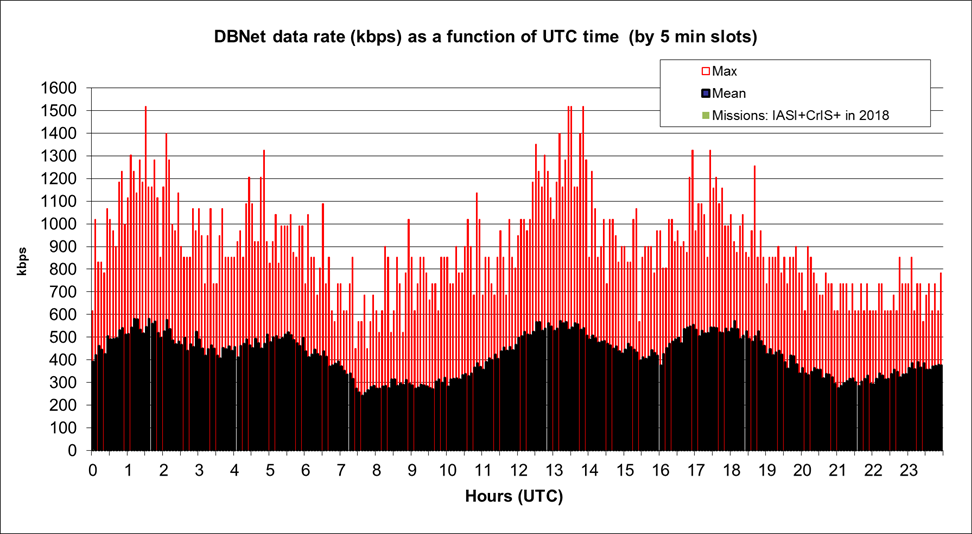 DBNet data rate (kbps) as a function of UTC time (by 5 min slots)
Max
Mean
Missions: IASI+CrIS+ in 2018
1600
1500
1400
1300
1200
1100
1000
900
800
700
600
500
400
300
200
100
0
kbps
0 1 2 3 4 5 6 7 8 9 10 11 12 13 14 15 16 17 18 19 20 21 22 23
Hours (UTC)